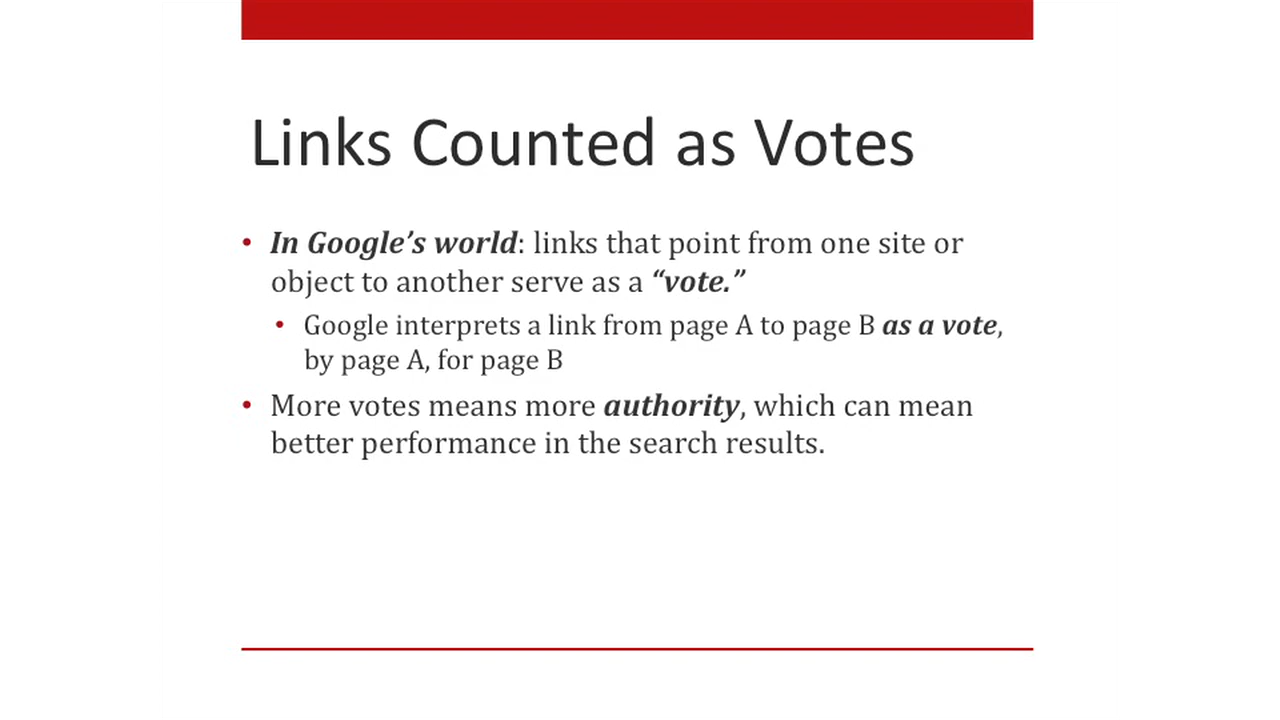 Links Counted as Votes
• In Google’s world: links that point from one site or
object to another serve as a “vote.”
• Google interprets a link from page A to page B as a vote,
by page A, for page B
• More votes means more authority, which can mean
better performance in the search results.